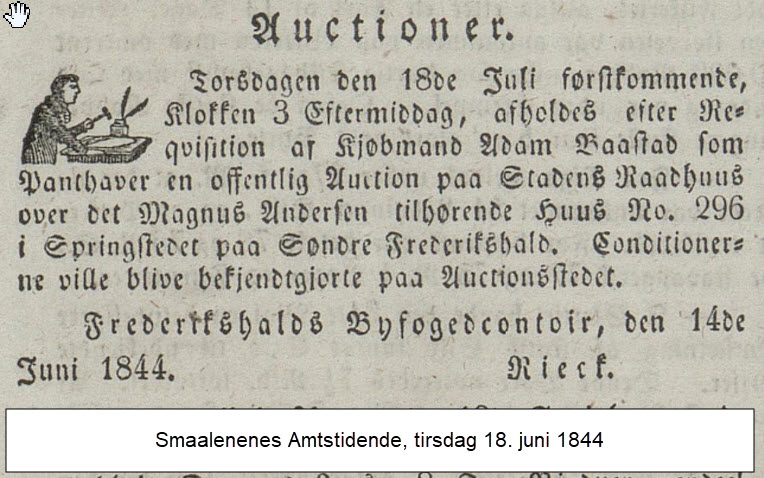 Auctioner.
Torsdagen den 18de Juli førstkommende,
Klokken 3 Eftermiddag, afholdes efter Re-
qvisition af Kjøbmand Adam Baastad som
Panthaver en offentlig Auction paa Stadens Raadhuus
over det Magnus Andersen tilhørende Huus No. 296
i Springstedet paa Søndre Frederikshald. Conditioner-
ne ville blive bekjendtgjorte paa Auctionsstedet.
Frederikshalds Byfogedcontoir, den 14de
Juni 1844. Rieck.
Smaalenenes Amtstidende, tirsdag 18. juni 1844